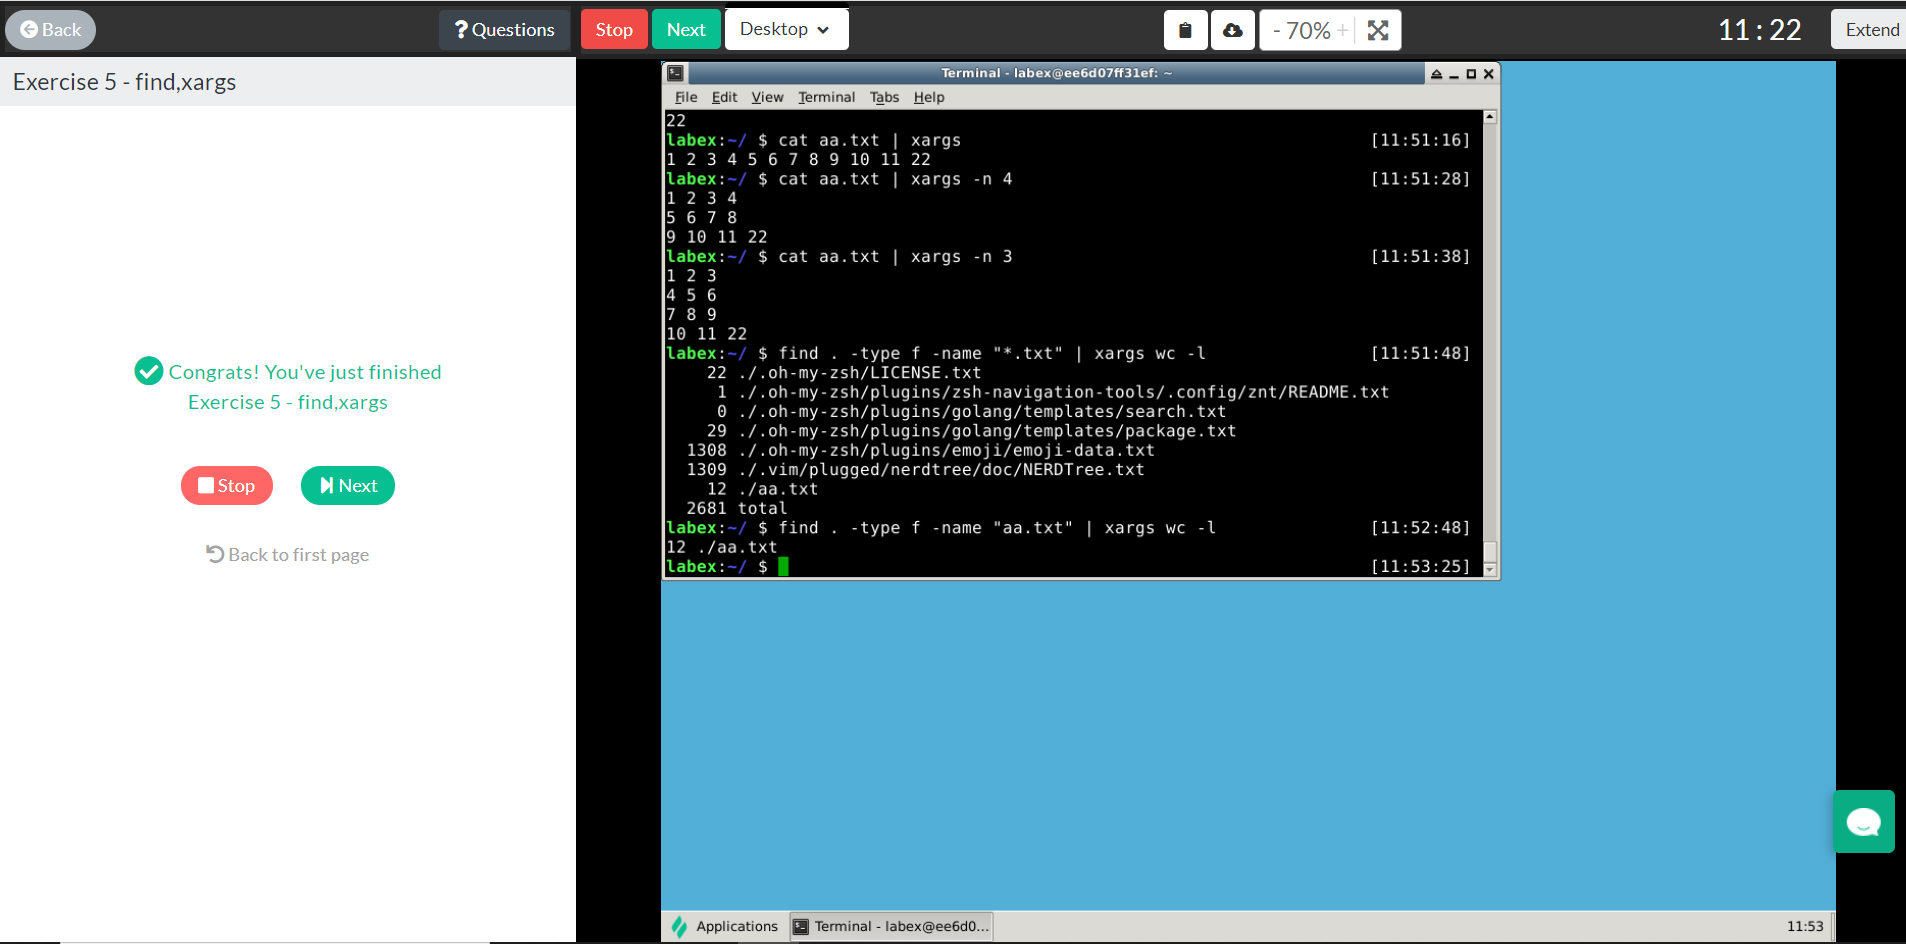 Back
Questions
Stop
Next
Desktop
- 70% +
11 : 22
Extend
Exercise 5 - find,xargs
Congrats! You've just finished
Exercise 5 - find,xargs
Stop
Next
Back to first page
Terminal - labex@ee6d07ff31ef: ~
File Edit View Terminal Tabs Help
22
labex:~/ $ cat aa.txt | xargs [11:51:16]
1 2 3 4 5 6 7 8 9 10 11 22
labex:~/ $ cat aa.txt | xargs -n 4 [11:51:28]
1 2 3 4
5 6 7 8
9 10 11 22
labex:~/ $ cat aa.txt | xargs -n 3 [11:51:38]
1 2 3
4 5 6
7 8 9
10 11 22
labex:~/ $ find . -type f -name "*.txt" | xargs wc -l [11:51:48]
22 ./.oh-my-zsh/LICENSE.txt
1 ./.oh-my-zsh/plugins/zsh-navigation-tools/.config/znt/README.txt
0 ./.oh-my-zsh/plugins/golang/templates/search.txt
29 ./.oh-my-zsh/plugins/golang/templates/package.txt
1308 ./.oh-my-zsh/plugins/emoji/emoji-data.txt
1309 ./.vim/plugged/nerdtree/doc/NERDTree.txt
12 ./aa.txt
2681 total
labex:~/ $ find . -type f -name "aa.txt" | xargs wc -l [11:52:48]
12 ./aa.txt
labex:~/ $ [11:53:25]
Applications
Terminal - labex@ee6d0...
11:53